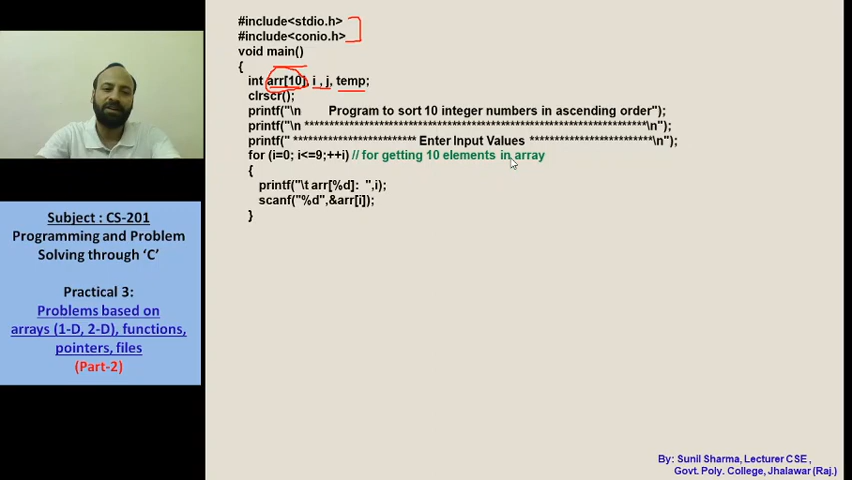 #include<stdio.h>
#include<conio.h>
void main()
{
int arr[10], i , j, temp;
clrscr();
printf("\n Program to sort 10 integer numbers in ascending order");
printf("\n ********************************************************************\n");
printf(" ************************* Enter Input Values *************************\n");
for (i=0; i<=9;++i) // for getting 10 elements in array
{
printf("\t arr[%d]: ",i);
scanf("%d",&arr[i]);
}
Subject : CS-201
Programming and Problem
Solving through ‘C’
Practical 3:
Problems based on
arrays (1-D, 2-D), functions,
pointers, files
(Part-2)
By: Sunil Sharma, Lecturer CSE ,
Govt. Poly. College, Jhalawar (Raj.)